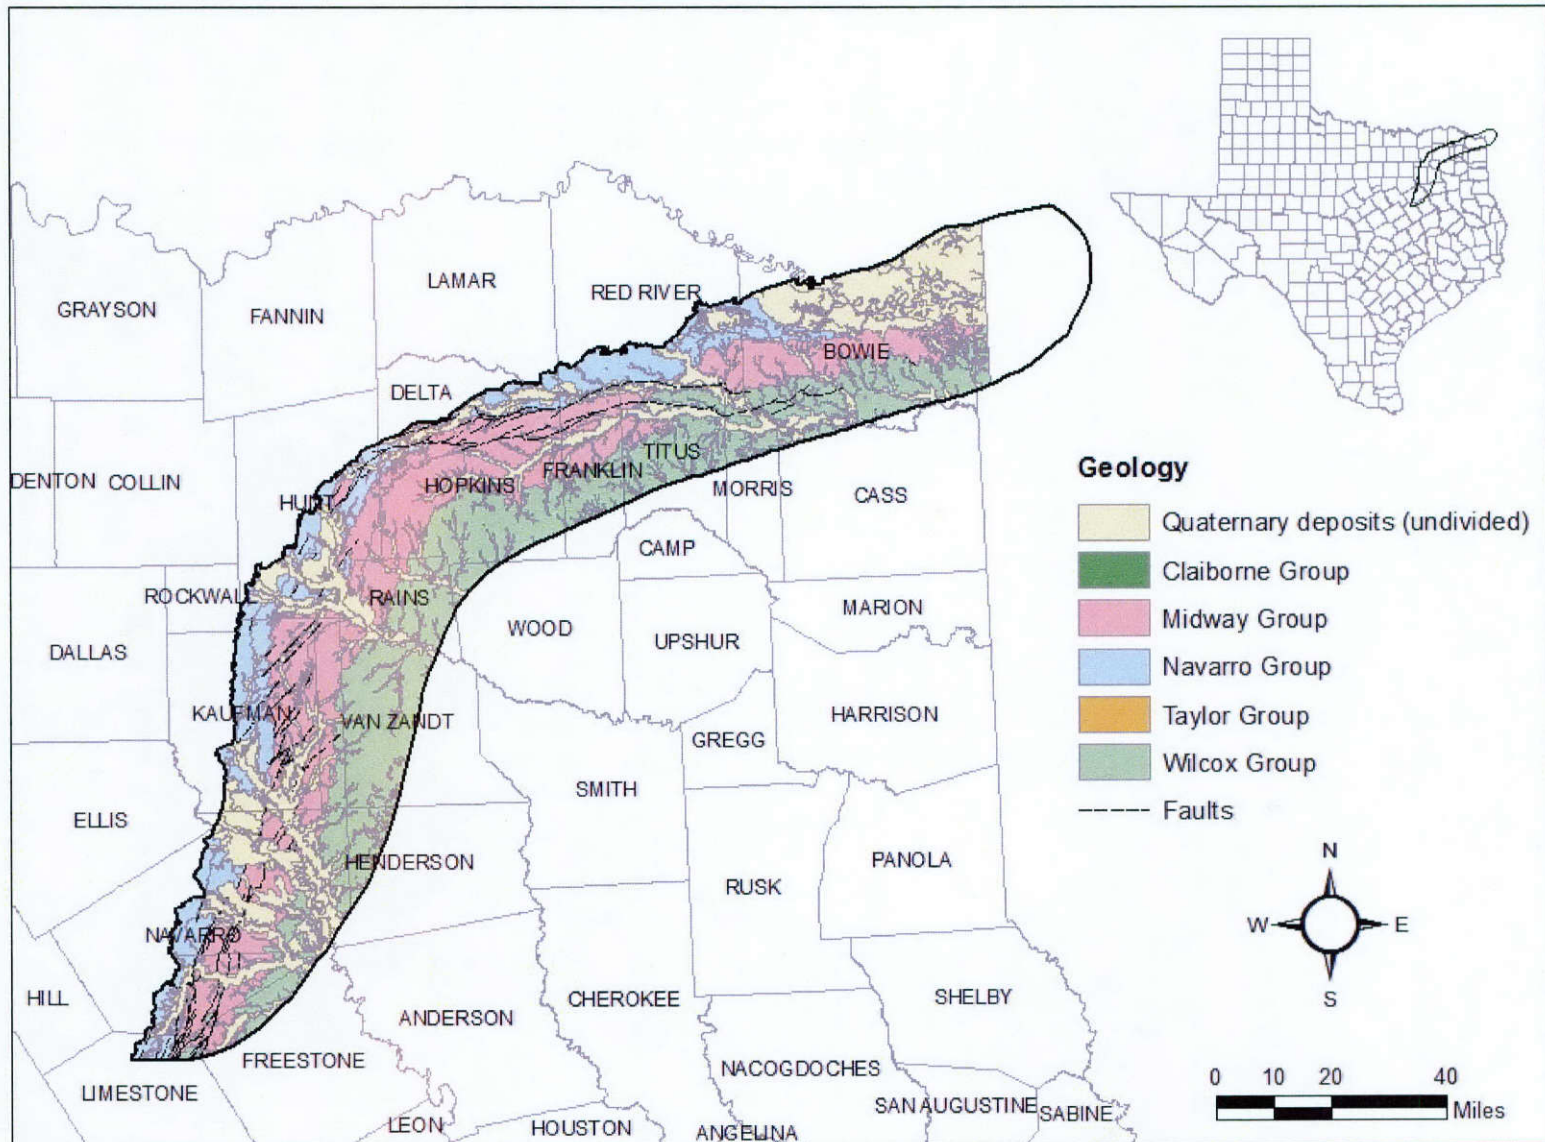 LAMAR
RED RIVER
GRAYSON
FANNIN
BOWIE
DELTA
DENTON
COLLIN
HUNT
HOPKINS
FRANKLIN
TITUS
MORRIS
CASS
CAMP
ROCKWALL
RAINS
MARION
WOOD
UPSHUR
DALLAS
KAUFMAN
VAN ZANDT
HARRISON
GREGG
SMITH
ELLIS
HENDERSON
PANOLA
RUSK
NAVARRO
HILL
CHEROKEE
SHELBY
ANDERSON
FREESTONE
NACOGDOCHES
LIMESTONE
SAN AUGUSTINE
SABINE
LEON
HOUSTON
ANGELINA
Geology
Quaternary deposits (undivided)
Claiborne Group
Midway Group
Navarro Group
Taylor Group
Wilcox Group
Faults
N
W
E
S
0 10 20 40
Miles